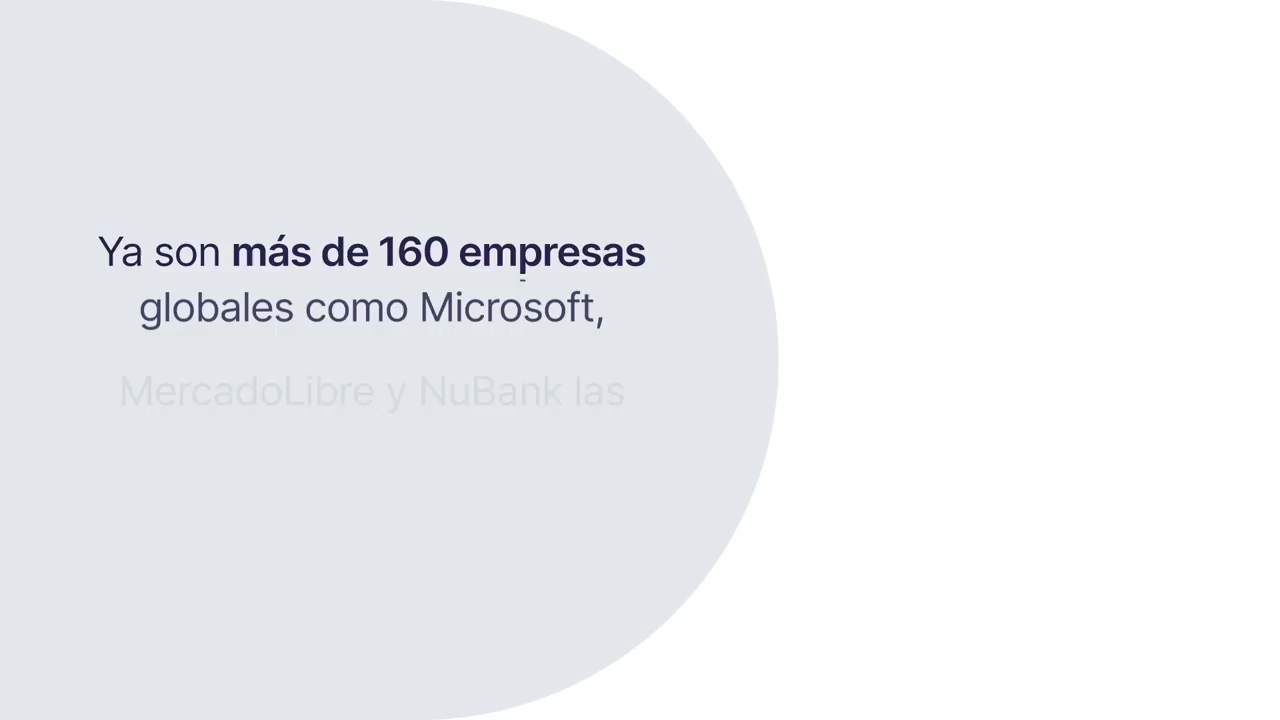 Ya son más de 160 empresas
globales como Microsoft,
MercadoLibre y NuBank las